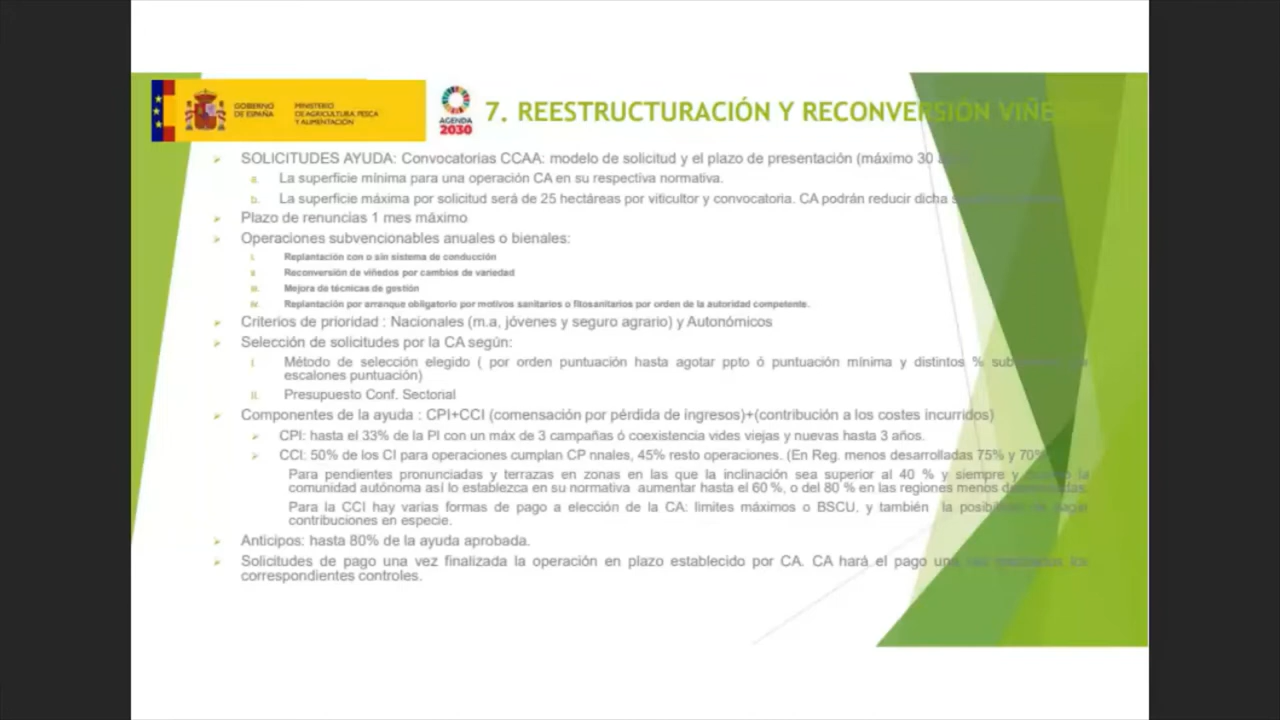 GOBIERNO
DE ESPAÑA
MINISTERIO
DE AGRICULTURA, PESCA
Y ALIMENTACIÓN
AGENDA
2030
7. REESTRUCTURACIÓN Y RECONVERSIÓN
➢ SOLICITUDES AYUDA: Convocatorias CCAA: modelo de solicitud y el plazo de presentación (máximo 30
a. La superficie mínima para una operación CA en su respectiva normativa.
b. La superficie máxima por solicitud será de 25 hectáreas por viticultor y convocatoria. CA podrán reducir dicha
➢ Plazo de renuncias 1 mes máximo
➢ Operaciones subvencionables anuales o bienales:
i. Replantación con o sin sistema de conducción
ii. Reconversión de viñedos por cambios de variedad
iii. Mejora de técnicas de gestión
iv. Replantación por arranque obligatorio por motivos sanitarios o fitosanitarios por orden de la autoridad competente.
➢ Criterios de prioridad : Nacionales (m.a, jóvenes y seguro agrario) y Autonómicos
➢ Selección de solicitudes por la CA según:
i. Método de selección elegido ( por orden puntuación hasta agotar ppto ó puntuación mínima y distintos %
escalones puntuación)
ii. Presupuesto Conf. Sectorial
➢ Componentes de la ayuda : CPI+CCI (comensación por pérdida de ingresos)+(contribución a los costes incurridos)
➢ CPI: hasta el 33% de la PI con un máx de 3 campañas ó coexistencia vides viejas y nuevas hasta 3 años.
➢ CCI: 50% de los CI para operaciones cumplan CP nnales, 45% resto operaciones. (En Reg. menos desarrolladas 75% y 70%
Para pendientes pronunciadas y terrazas en zonas en las que la inclinación sea superior al 40 % y siempre y cuando la
comunidad autónoma así lo establezca en su normativa aumentar hasta el 60 %, o del 80 % en las regiones menos
Para la CCI hay varias formas de pago a elección de la CA: limites máximos o BSCU, y también la posibilidad de pagar
contribuciones en especie.
➢ Anticipos: hasta 80% de la ayuda aprobada.
➢ Solicitudes de pago una vez finalizada la operación en plazo establecido por CA. CA hará el pago una
correspondientes controles.